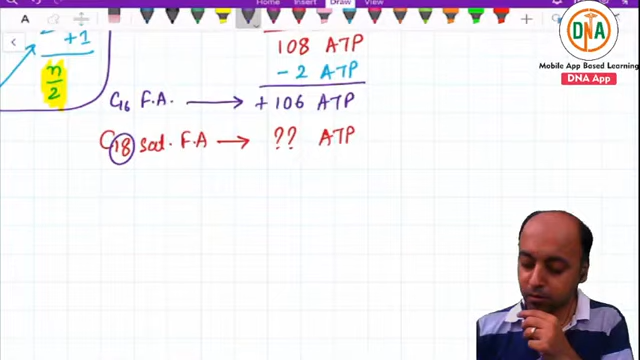 Home Insert Draw View
+1
n/2
108 ATP
- 2 ATP
C16 F.A. → + 106 ATP
C18 sat. F.A → ?? ATP
DNA
Mobile App Based Learning
DNA App